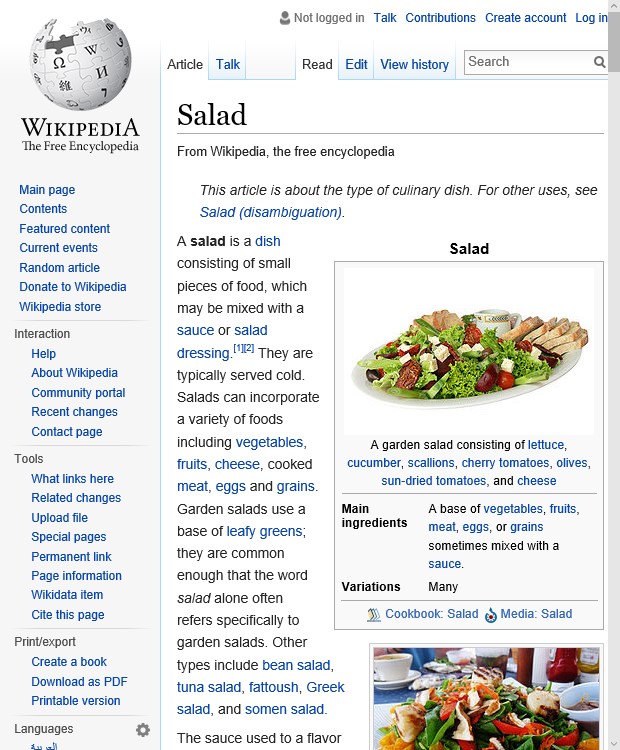 Not logged in Talk Contributions Create account Log in
Article Talk Read Edit View history Search
WIKIPEDIA
The Free Encyclopedia
Main page
Contents
Featured content
Current events
Random article
Donate to Wikipedia
Wikipedia store
Interaction
Help
About Wikipedia
Community portal
Recent changes
Contact page
Tools
What links here
Related changes
Upload file
Special pages
Permanent link
Page information
Wikidata item
Cite this page
Print/export
Create a book
Download as PDF
Printable version
Languages
العربية
Salad
From Wikipedia, the free encyclopedia
This article is about the type of culinary dish. For other uses, see
Salad (disambiguation).
A salad is a dish
consisting of small
pieces of food, which
may be mixed with a
sauce or salad
dressing.[1][2] They are
typically served cold.
Salads can incorporate
a variety of foods
including vegetables,
fruits, cheese, cooked
meat, eggs and grains.
Garden salads use a
base of leafy greens;
they are common
enough that the word
salad alone often
refers specifically to
garden salads. Other
types include bean salad,
tuna salad, fattoush, Greek
salad, and somen salad.
The sauce used to a flavor
Salad
A garden salad consisting of lettuce,
cucumber, scallions, cherry tomatoes, olives,
sun-dried tomatoes, and cheese
Main ingredients
A base of vegetables, fruits,
meat, eggs, or grains
sometimes mixed with a
sauce.
Variations Many
Cookbook: Salad Media: Salad